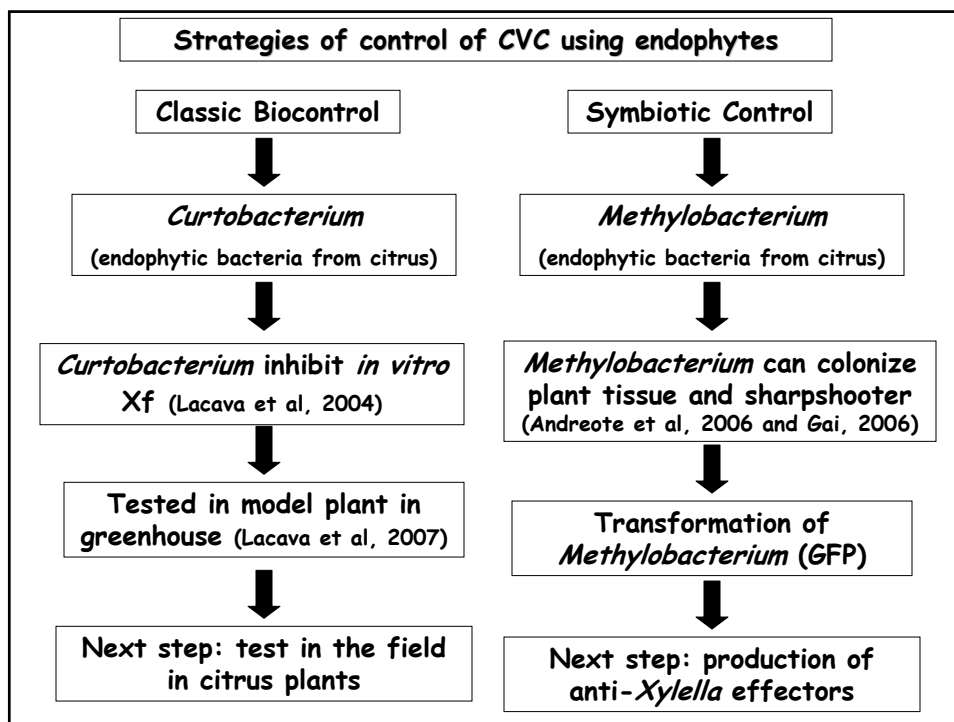 Strategies of control of CVC using endophytes
Classic Biocontrol
Curtobacterium
(endophytic bacteria from citrus)
Curtobacterium inhibit in vitro
Xf (Lacava et al, 2004)
Tested in model plant in
greenhouse (Lacava et al, 2007)
Next step: test in the field
in citrus plants
Symbiotic Control
Methylobacterium
(endophytic bacteria from citrus)
Methylobacterium can colonize
plant tissue and sharpshooter
(Andreote et al, 2006 and Gai, 2006)
Transformation of
Methylobacterium (GFP)
Next step: production of
anti-Xylella effectors